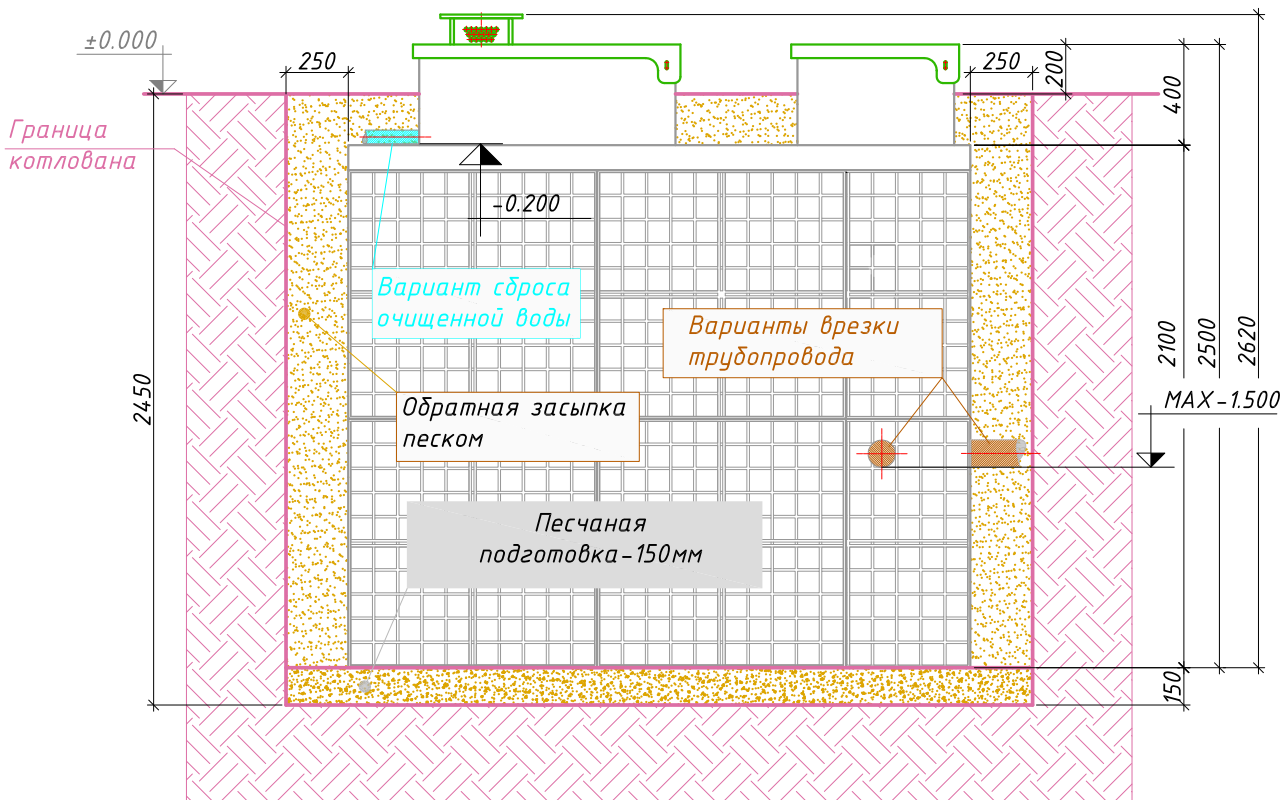 ±0.000
250
250
200
400
Граница
котлована
-0.200
Вариант сброса
очищенной воды
Варианты врезки
трубопровода
2100
2500
2620
2450
MAX-1.500
Обратная засыпка
песком
Песчаная
подготовка-150мм
150